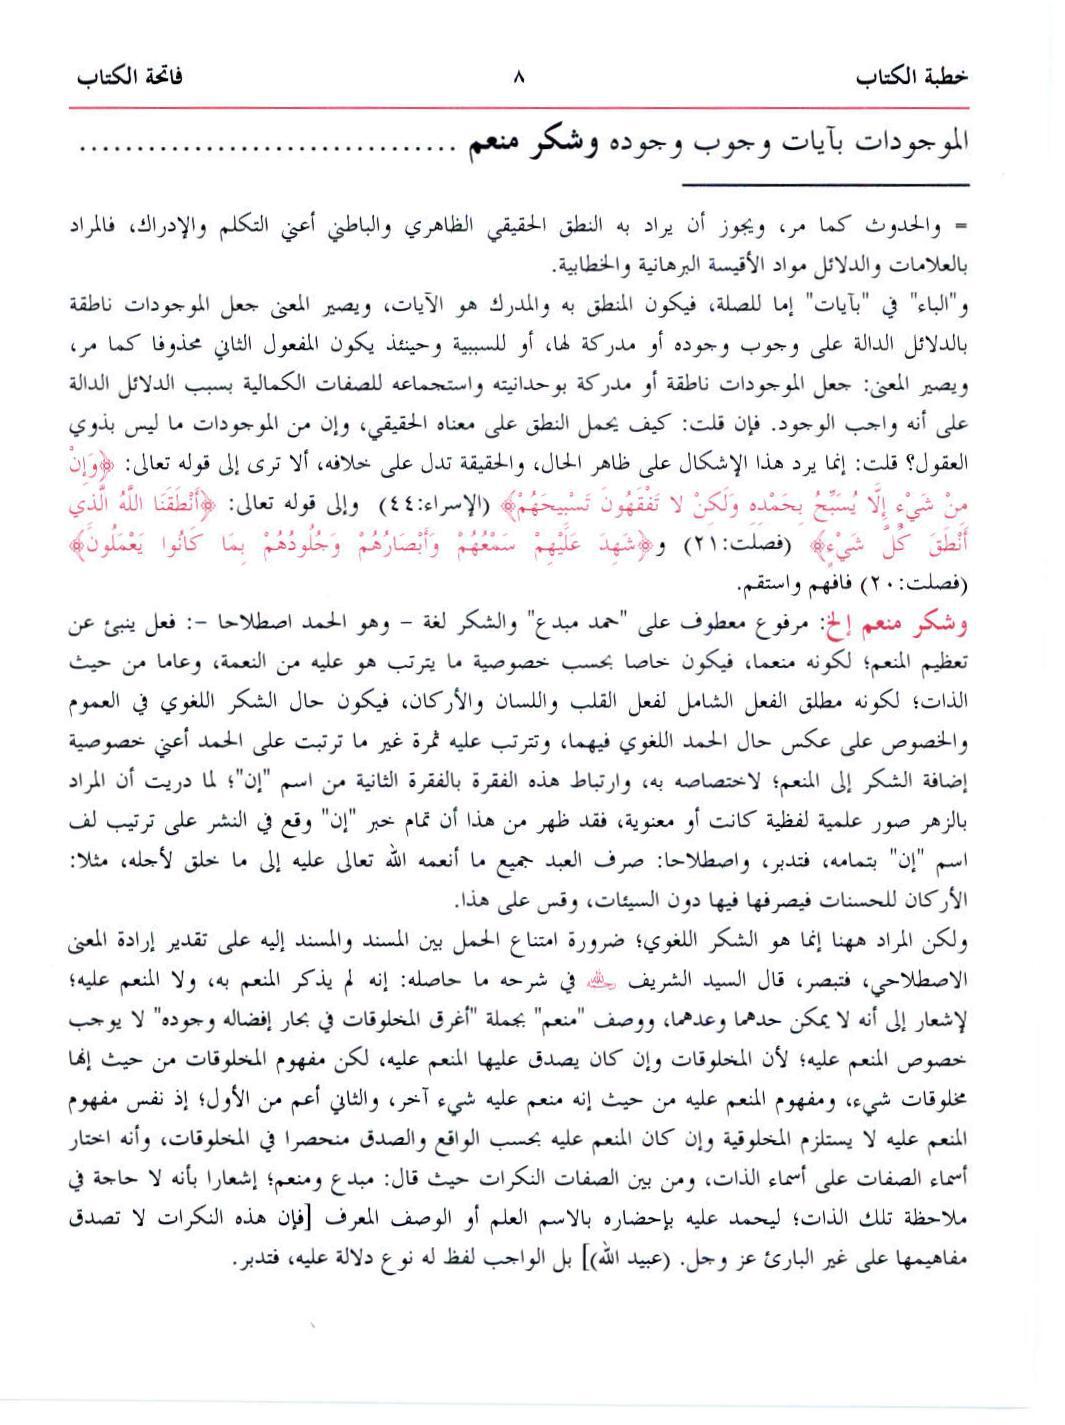 خطبة الكتاب ٨ فاتحة الكتاب
الموجودات بآيات وجوب وجوده وشكر منعم ................................
= والحدوث كما مر، ويجوز أن يراد به النطق الحقيقي الظاهري والباطني أعني التكلم والإدراك، فالمراد
بالعلامات والدلائل مواد الأقيسة البرهانية والخطابية.
و"الباء" في "بآيات" إما للصلة، فيكون المنطق به والمدرك هو الآيات، ويصير المعنى جعل الموجودات ناطقة
بالدلائل الدالة على وجوب وجوده أو مدركة لها، أو للسببية وحينئذ يكون المفعول الثاني محذوفا كما مر،
ويصير المعنى: جعل الموجودات ناطقة أو مدركة بوحدانيته واستجماعه للصفات الكمالية بسبب الدلائل الدالة
على أنه واجب الوجود. فإن قلت: كيف يحمل النطق على معناه الحقيقي، وإن من الموجودات ما ليس بذوي
العقول؟ قلت: إنما يرد هذا الإشكال على ظاهر الحال، والحقيقة تدل على خلافه، ألا ترى إلى قوله تعالى: ﴿وَإِنْ
مِنْ شَيْءٍ إِلَّا يُسَبِّحُ بِحَمْدِهِ وَلَكِنْ لا تَفْقَهُونَ تَسْبِيحَهُمْ﴾ (الإسراء:٤٤) وإلى قوله تعالى: ﴿أَنْطَقَنَا اللَّهُ الَّذِي
أَنْطَقَ كُلَّ شَيْءٍ﴾ (فصلت:٢١) و﴿شَهِدَ عَلَيْهِمْ سَمْعُهُمْ وَأَبْصَارُهُمْ وَجُلُودُهُمْ بِمَا كَانُوا يَعْمَلُونَ﴾
(فصلت:٢٠) فافهم واستقم.
وشكر منعم إلخ: مرفوع معطوف على "حمد مبدع" والشكر لغة – وهو الحمد اصطلاحا –: فعل ينبئ عن
تعظيم المنعم؛ لكونه منعما، فيكون خاصا بحسب خصوصية ما يترتب هو عليه من النعمة، وعاما من حيث
الذات؛ لكونه مطلق الفعل الشامل لفعل القلب واللسان والأركان، فيكون حال الشكر اللغوي في العموم
والخصوص على عكس حال الحمد اللغوي فيهما، وتترتب عليه ثمرة غير ما ترتبت على الحمد أعني خصوصية
إضافة الشكر إلى المنعم؛ لاختصاصه به، وارتباط هذه الفقرة بالفقرة الثانية من اسم "إن"؛ لما دريت أن المراد
بالزهر صور علمية لفظية كانت أو معنوية، فقد ظهر من هذا أن تمام خبر "إن" وقع في النشر على ترتيب لف
اسم "إن" بتمامه، فتدبر، واصطلاحا: صرف العبد جميع ما أنعمه الله تعالى عليه إلى ما خلق لأجله، مثلا:
الأركان للحسنات فيصرفها فيها دون السيئات، وقس على هذا.
ولكن المراد ههنا إنما هو الشكر اللغوي؛ ضرورة امتناع الحمل بين المسند والمسند إليه على تقدير إرادة المعنى
الاصطلاحي، فتبصر، قال السيد الشريف في شرحه ما حاصله: إنه لم يذكر المنعم به، ولا المنعم عليه؛
لإشعار إلى أنه لا يمكن حدهما وعدهما، ووصف "منعم" بجملة "أغرق المخلوقات في بحار إفضاله وجوده" لا يوجب
خصوص المنعم عليه؛ لأن المخلوقات وإن كان يصدق عليها المنعم عليه، لكن مفهوم المخلوقات من حيث إنها
مخلوقات شيء، ومفهوم المنعم عليه من حيث إنه منعم عليه شيء آخر، والثاني أعم من الأول؛ إذ نفس مفهوم
المنعم عليه لا يستلزم المخلوقية وإن كان المنعم عليه بحسب الواقع والصدق منحصرا في المخلوقات، وأنه اختار
أسماء الصفات على أسماء الذات، ومن بين الصفات النكرات حيث قال: مبدع ومنعم؛ إشعارا بأنه لا حاجة في
ملاحظة تلك الذات؛ ليحمد عليه بإحضاره بالاسم العلم أو الوصف المعرف [فإن هذه النكرات لا تصدق
مفاهيمها على غير البارئ عز وجل. (عبيد الله)] بل الواجب لفظ له نوع دلالة عليه، فتدبر.